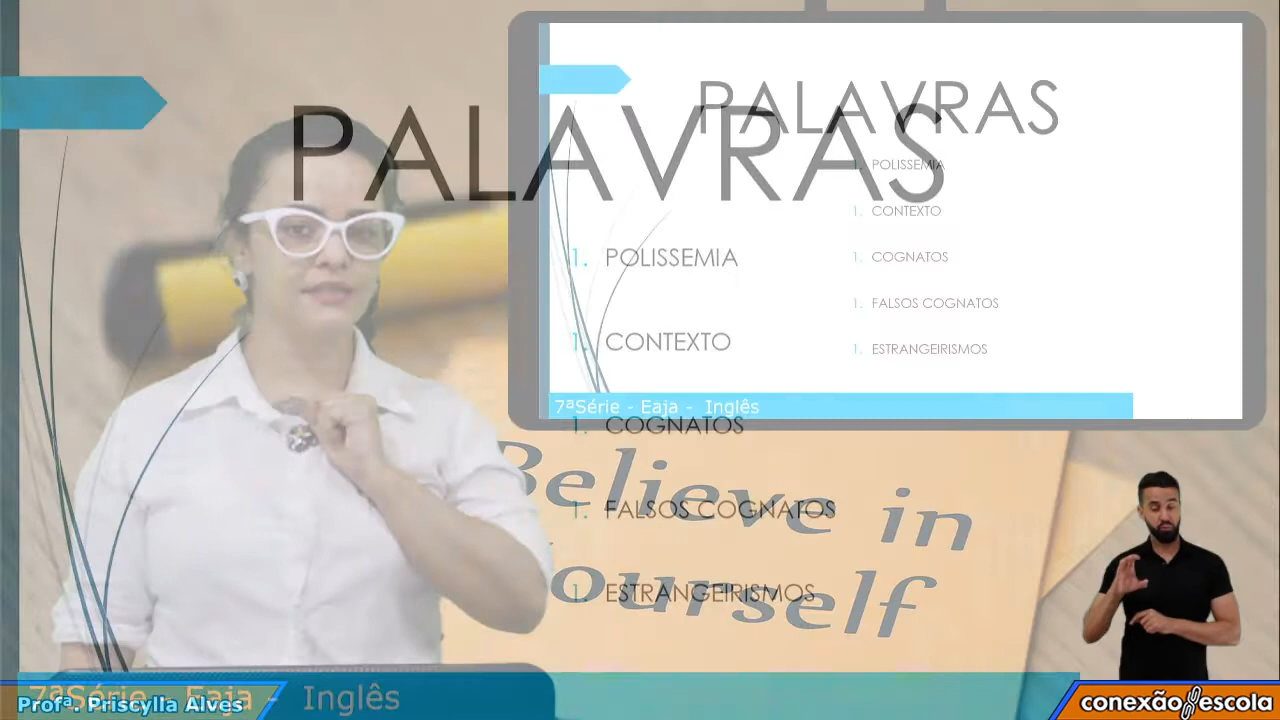 PALAVRAS
1. POLISSEMIA
1. CONTEXTO
1. COGNATOS
1. FALSOS COGNATOS
1. ESTRANGEIRISMOS
7ªSérie - Eaja - Inglês
PALAVRAS
1. POLISSEMIA
1. CONTEXTO
1. COGNATOS
1. FALSOS COGNATOS
1. ESTRANGEIRISMOS
Believe in
Yourself
7ªSérie - Eaja - Inglês
Profª. Priscylla Alves
conexão escola